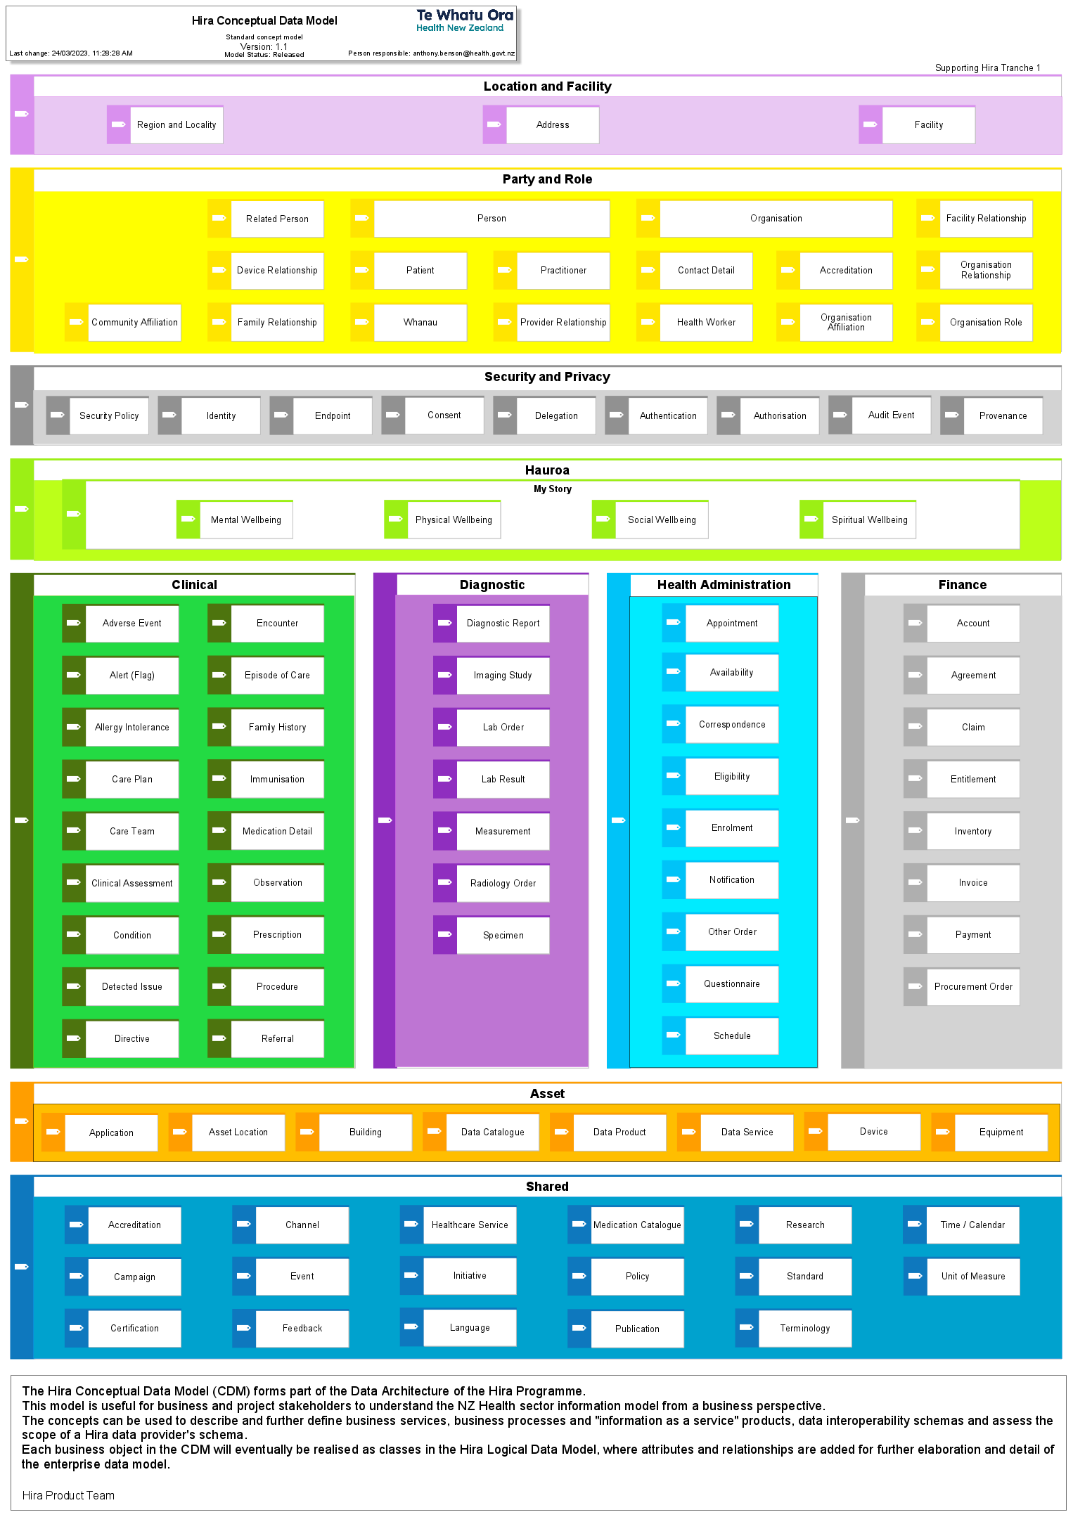 Hira Conceptual Data Model
Te Whatu Ora
Health New Zealand
Standard concept model
Version: 1.1
Model Status: Released
Last change: 24/03/2023, 11:28:28 AM
Person responsible: anthony.benson@health.govt.nz
Supporting Hira Tranche 1
Location and Facility
Region and Locality
Address
Facility
Party and Role
Related Person
Person
Organisation
Facility Relationship
Device Relationship
Patient
Practitioner
Contact Detail
Accreditation
Organisation
Relationship
Community Affiliation
Family Relationship
Whanau
Provider Relationship
Health Worker
Organisation
Affiliation
Organisation Role
Security and Privacy
Security Policy
Identity
Endpoint
Consent
Delegation
Authentication
Authorisation
Audit Event
Provenance
Hauroa
My Story
Mental Wellbeing
Physical Wellbeing
Social Wellbeing
Spiritual Wellbeing
Clinical
Adverse Event
Encounter
Alert (Flag)
Episode of Care
Allergy Intolerance
Family History
Care Plan
Immunisation
Care Team
Medication Detail
Clinical Assessment
Observation
Condition
Prescription
Detected Issue
Procedure
Directive
Referral
Diagnostic
Diagnostic Report
Imaging Study
Lab Order
Lab Result
Measurement
Radiology Order
Specimen
Health Administration
Appointment
Availability
Correspondence
Eligibility
Enrolment
Notification
Other Order
Questionnaire
Schedule
Finance
Account
Agreement
Claim
Entitlement
Inventory
Invoice
Payment
Procurement Order
Asset
Application
Asset Location
Building
Data Catalogue
Data Product
Data Service
Device
Equipment
Shared
Accreditation
Channel
Healthcare Service
Medication Catalogue
Research
Time / Calendar
Campaign
Event
Initiative
Policy
Standard
Unit of Measure
Certification
Feedback
Language
Publication
Terminology
The Hira Conceptual Data Model (CDM) forms part of the Data Architecture of the Hira Programme.
This model is useful for business and project stakeholders to understand the NZ Health sector information model from a business perspective.
The concepts can be used to describe and further define business services, business processes and "information as a service" products, data interoperability schemas and assess the
scope of a Hira data provider's schema.
Each business object in the CDM will eventually be realised as classes in the Hira Logical Data Model, where attributes and relationships are added for further elaboration and detail of
the enterprise data model.
Hira Product Team